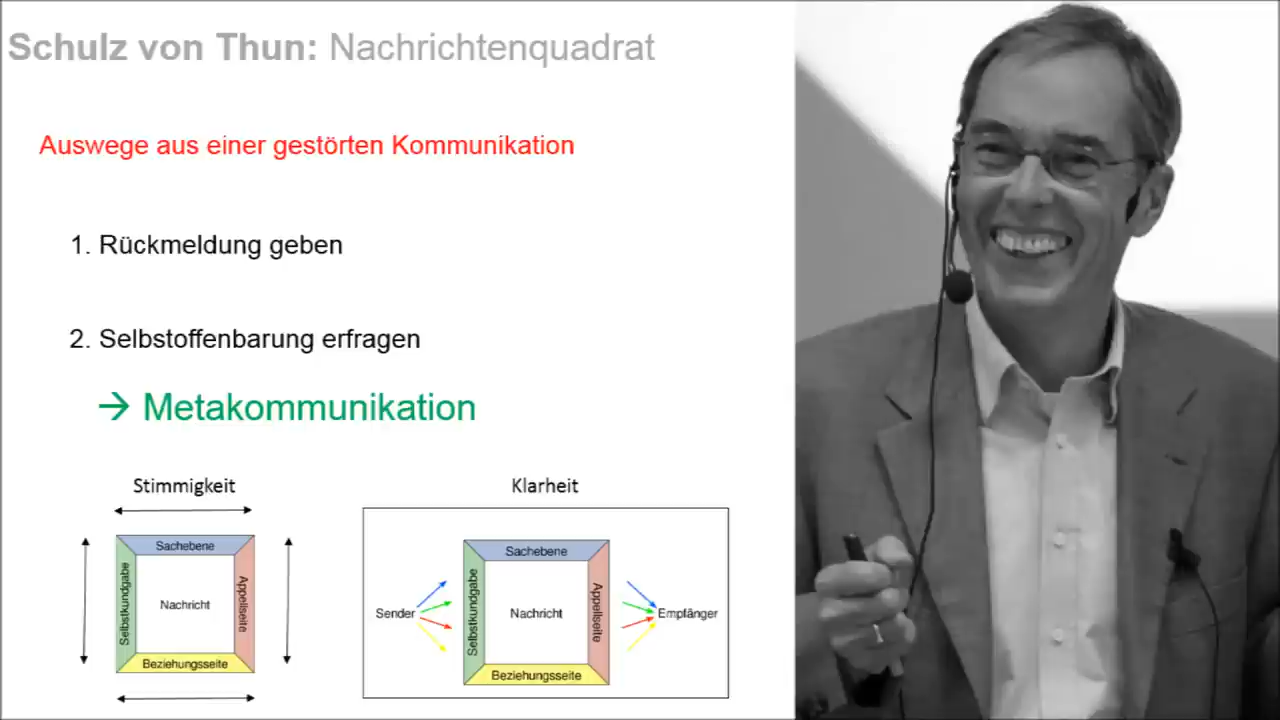 Schulz von Thun: Nachrichtenquadrat
Auswege aus einer gestörten Kommunikation
1. Rückmeldung geben
2. Selbstoffenbarung erfragen
→ Metakommunikation
Stimmigkeit
Sachebene
Selbstkundgabe
Nachricht
Appellseite
Beziehungsseite
Klarheit
Sender
Sachebene
Selbstkundgabe
Nachricht
Appellseite
Beziehungsseite
Empfänger